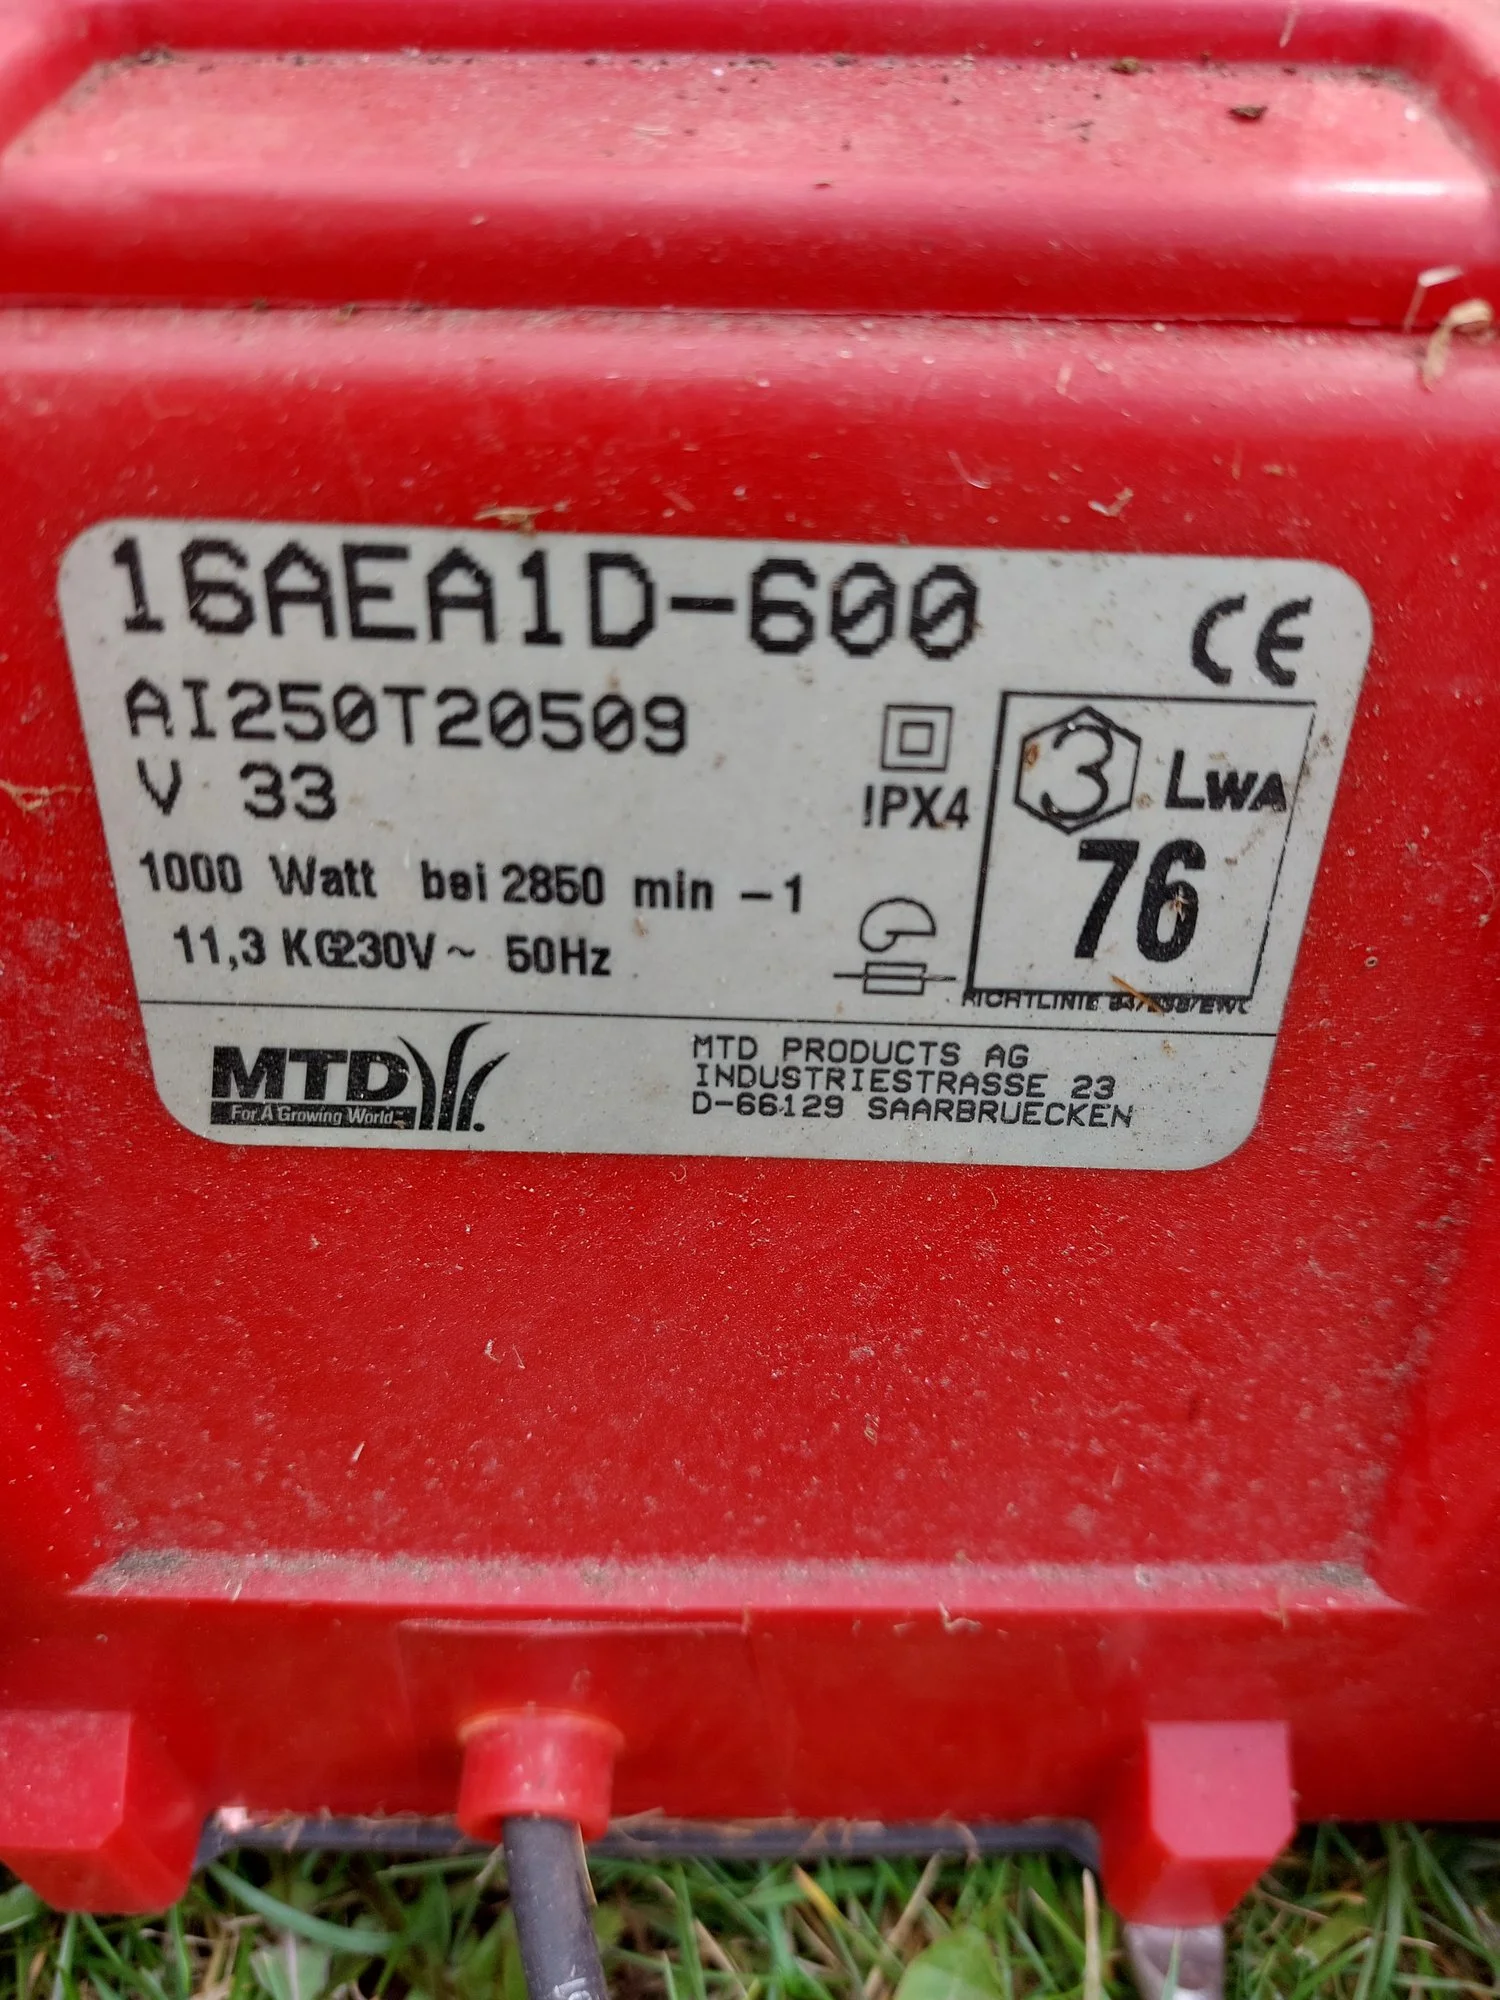 16AEA1D-600
CE
AI250T20509
V 33
IPX4
3 LWA
76
1000 Watt bei 2850 min -1
11,3 KG230V~ 50Hz
RICHTLINIE
MTD
For A Growing World
MTD PRODUCTS AG
INDUSTRIESTRASSE 23
D-66129 SAARBRUECKEN